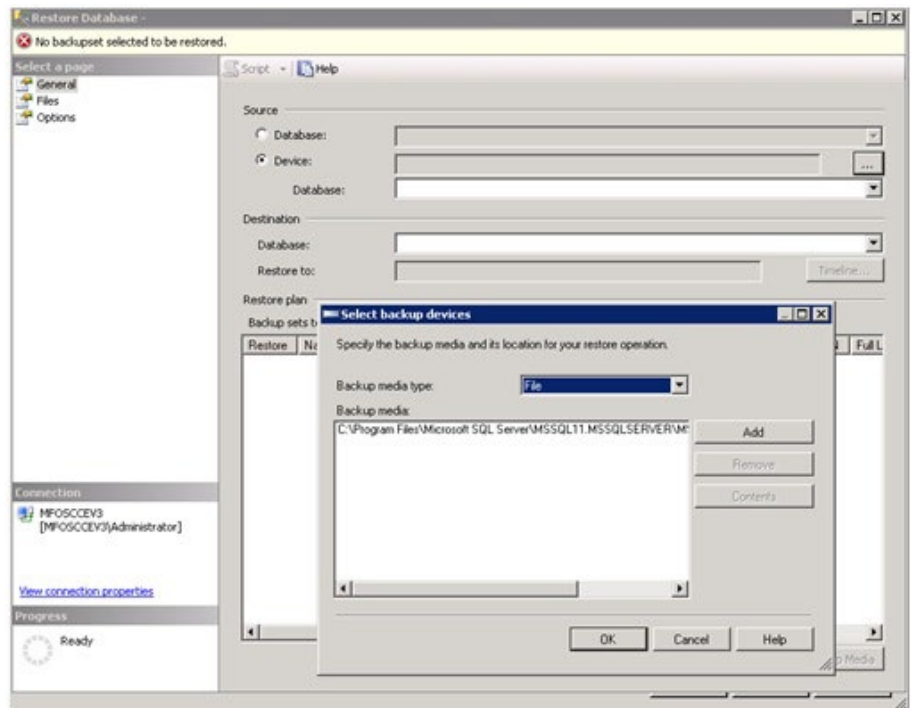 Restore Database -
No backupset selected to be restored.
Select a page
General
Files
Options
Script
Help
Source
Database:
Device:
...
Database:
Destination
Database:
Restore to:
Timeline...
Restore plan
Backup sets t
Restore
Na
Full L
Select backup devices
Specify the backup media and its location for your restore operation.
Backup media type:
File
Backup media:
C:\Program Files\Microsoft SQL Server\MSSQL11.MSSQLSERVER\M
Add
Remove
Contents
OK
Cancel
Help
Media
Connection
MFOSCCEV3
[MFOSCCEV3\Administrator]
View connection properties
Progress
Ready